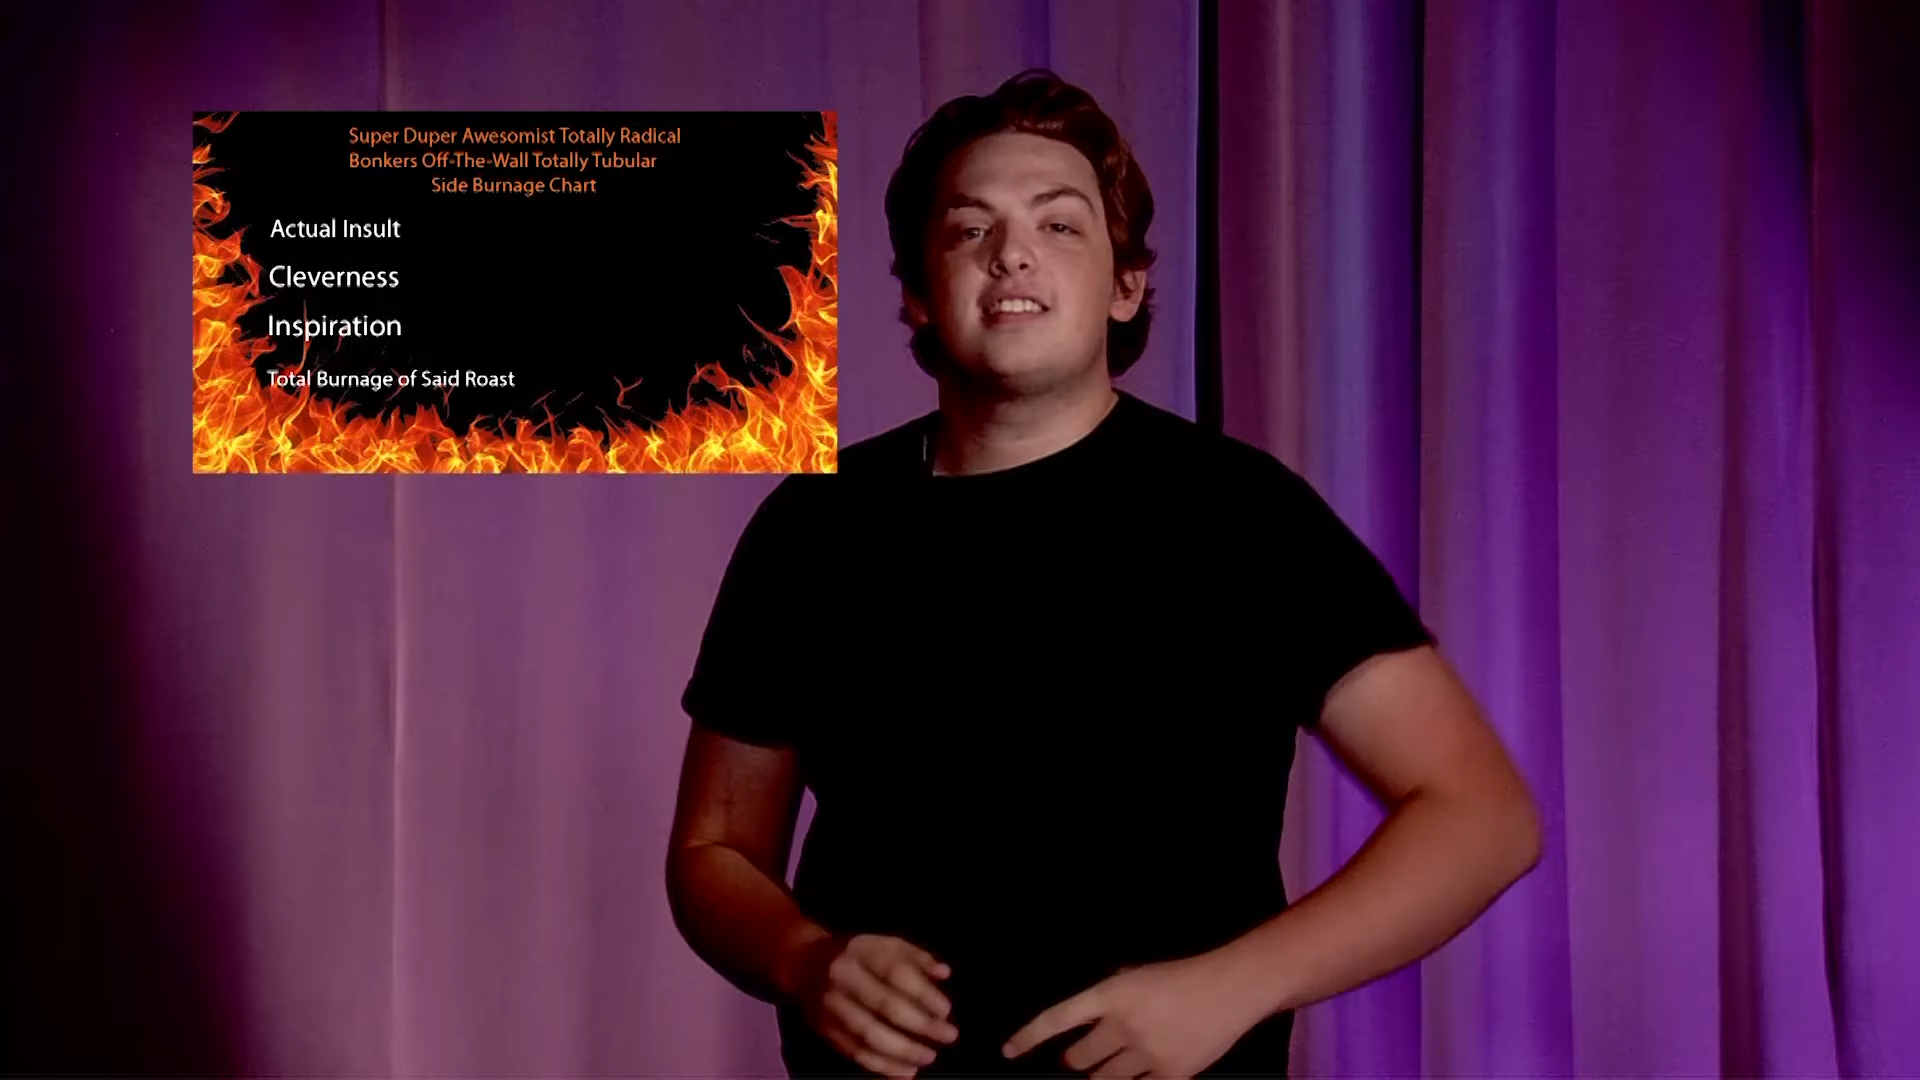 Super Duper Awesomist Totally Radical
Bonkers Off-The-Wall Totally Tubular
Side Burnage Chart
Actual Insult
Cleverness
Inspiration
Total Burnage of Said Roast